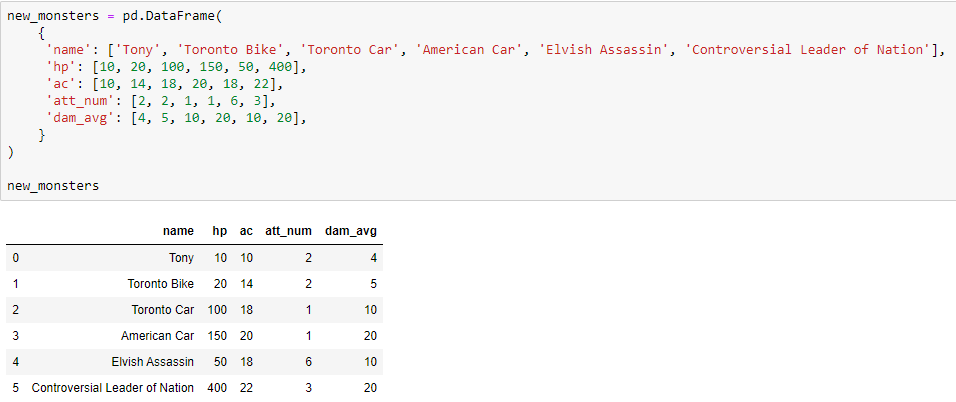 new_monsters = pd.DataFrame(
{
'name': ['Tony', 'Toronto Bike', 'Toronto Car', 'American Car', 'Elvish Assassin', 'Controversial Leader of Nation'],
'hp': [10, 20, 100, 150, 50, 400],
'ac': [10, 14, 18, 20, 18, 22],
'att_num': [2, 2, 1, 1, 6, 3],
'dam_avg': [4, 5, 10, 20, 10, 20],
}
)
new_monsters
name hp ac att_num dam_avg
0 Tony 10 10 2 4
1 Toronto Bike 20 14 2 5
2 Toronto Car 100 18 1 10
3 American Car 150 20 1 20
4 Elvish Assassin 50 18 6 10
5 Controversial Leader of Nation 400 22 3 20